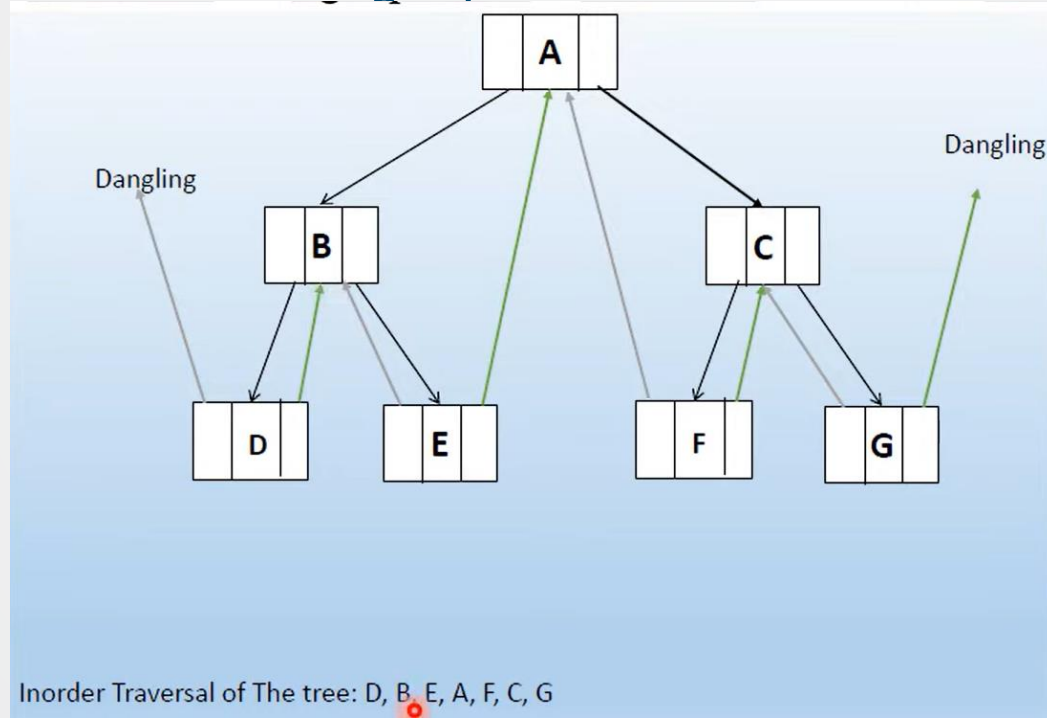 A
Dangling
Dangling
B
C
D
E
F
G
Inorder Traversal of The tree: D, B, E, A, F, C, G